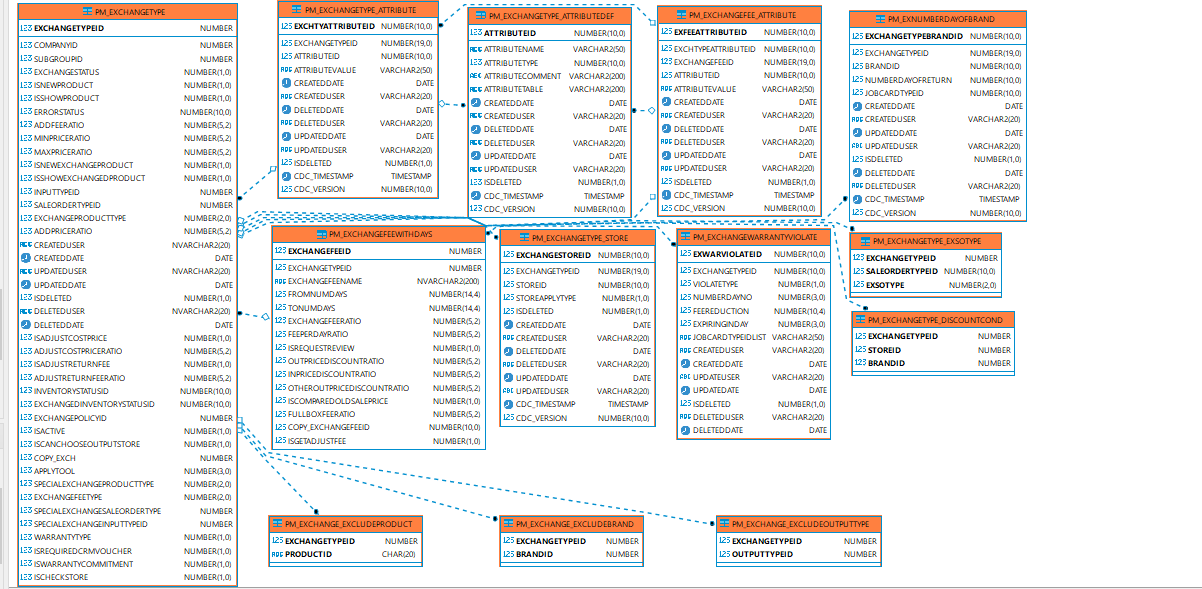 PM_EXCHANGETYPE
123 EXCHANGETYPEID NUMBER
123 COMPANYID NUMBER
123 SUBGROUPID NUMBER
123 EXCHANGESTATUS NUMBER(1,0)
123 ISNEWPRODUCT NUMBER(1,0)
123 ISSHOWPRODUCT NUMBER(1,0)
123 ERRORSTATUS NUMBER(10,0)
123 ADDFEERATIO NUMBER(5,2)
123 MINPRICERATIO NUMBER(5,2)
123 MAXPRICERATIO NUMBER(5,2)
123 ISNEWEXCHANGEPRODUCT NUMBER(1,0)
123 ISSHOWEXCHANGEDPRODUCT NUMBER(1,0)
123 INPUTTYPEID NUMBER
123 SALEORDERTYPEID NUMBER
123 EXCHANGEPRODUCTTYPE NUMBER(2,0)
123 ADDPRICERATIO NUMBER(5,2)
ABC CREATEDUSER NVARCHAR2(20)
CREATEDDATE DATE
ABC UPDATEDUSER NVARCHAR2(20)
UPDATEDDATE DATE
123 ISDELETED NUMBER(1,0)
ABC DELETEDUSER NVARCHAR2(20)
DELETEDDATE DATE
123 ISADJUSTCOSTPRICE NUMBER(1,0)
123 ADJUSTCOSTPRICERATIO NUMBER(5,2)
123 ISADJUSTRETURNFEE NUMBER(1,0)
123 ADJUSTRETURNFEERATIO NUMBER(5,2)
123 INVENTORYSTATUSID NUMBER(10,0)
123 EXCHANGEDINVENTORYSTATUSID NUMBER(10,0)
123 EXCHANGEPOLICYID NUMBER
123 ISACTIVE NUMBER(1,0)
123 ISCANCHOOSEOUTPUTSTORE NUMBER(1,0)
123 COPY_EXCH NUMBER
123 APPLYTOOL NUMBER(3,0)
123 SPECIALEXCHANGEPRODUCTTYPE NUMBER(2,0)
123 EXCHANGEFEETYPE NUMBER(2,0)
123 SPECIALEXCHANGESALEORDERTYPE NUMBER
123 SPECIALEXCHANGEINPUTTYPEID NUMBER
123 WARRANTYTYPE NUMBER(1,0)
123 ISREQUIREDCRMVOUCHER NUMBER(1,0)
123 ISWARRANTYCOMMITMENT NUMBER(1,0)
123 ISCHECKSTORE NUMBER(1,0)
PM_EXCHANGETYPE_ATTRIBUTE
123 EXCHTYATTRIBUTEID NUMBER(10,0)
123 EXCHANGETYPEID NUMBER(19,0)
123 ATTRIBUTEID NUMBER(10,0)
ABC ATTRIBUTEVALUE VARCHAR2(50)
CREATEDDATE DATE
ABC CREATEDUSER VARCHAR2(20)
DELETEDDATE DATE
ABC DELETEDUSER VARCHAR2(20)
UPDATEDDATE DATE
ABC UPDATEDUSER VARCHAR2(20)
123 ISDELETED NUMBER(1,0)
CDC_TIMESTAMP TIMESTAMP
123 CDC_VERSION NUMBER(10,0)
PM_EXCHANGETYPE_ATTRIBUTEDEF
123 ATTRIBUTEID NUMBER(10,0)
ABC ATTRIBUTENAME VARCHAR2(50)
123 ATTRIBUTETYPE NUMBER(10,0)
ABC ATTRIBUTECOMMENT VARCHAR2(200)
ABC ATTRIBUTETABLE VARCHAR2(200)
CREATEDDATE DATE
ABC CREATEDUSER VARCHAR2(20)
DELETEDDATE DATE
ABC DELETEDUSER VARCHAR2(20)
UPDATEDDATE DATE
ABC UPDATEDUSER VARCHAR2(20)
123 ISDELETED NUMBER(1,0)
CDC_TIMESTAMP TIMESTAMP
123 CDC_VERSION NUMBER(10,0)
PM_EXCHANGEFEE_ATTRIBUTE
123 EXFEEATTRIBUTEID NUMBER(10,0)
123 EXCHTYPEATTRIBUTEID NUMBER(10,0)
123 EXCHANGEFEEID NUMBER(19,0)
123 ATTRIBUTEID NUMBER(10,0)
ABC ATTRIBUTEVALUE VARCHAR2(50)
CREATEDDATE DATE
ABC CREATEDUSER VARCHAR2(20)
DELETEDDATE DATE
ABC DELETEDUSER VARCHAR2(20)
UPDATEDDATE DATE
ABC UPDATEDUSER VARCHAR2(20)
123 ISDELETED NUMBER(1,0)
CDC_TIMESTAMP TIMESTAMP
123 CDC_VERSION NUMBER(10,0)
PM_EXNUMBERDAYOFBRAND
123 EXCHANGETYPEBRANDID NUMBER(10,0)
123 EXCHANGETYPEID NUMBER(19,0)
123 BRANDID NUMBER(10,0)
123 NUMBERDAYOFRETURN NUMBER(10,0)
123 JOBCARDTYPEID NUMBER(10,0)
CREATEDDATE DATE
ABC CREATEDUSER VARCHAR2(20)
UPDATEDDATE DATE
ABC UPDATEDUSER VARCHAR2(20)
123 ISDELETED NUMBER(1,0)
DELETEDDATE DATE
ABC DELETEDUSER VARCHAR2(20)
CDC_TIMESTAMP TIMESTAMP
123 CDC_VERSION NUMBER(10,0)
PM_EXCHANGEFEEWITHDAYS
123 EXCHANGEFEEID NUMBER
123 EXCHANGETYPEID NUMBER
ABC EXCHANGEFEENAME NVARCHAR2(200)
123 FROMNUMDAYS NUMBER(14,4)
123 TONUMDAYS NUMBER(14,4)
123 EXCHANGEFEERATIO NUMBER(5,2)
123 FEEPERDAYRATIO NUMBER(5,2)
123 ISREQUESTREVIEW NUMBER(1,0)
123 OUTPRICEDISCOUNTRATIO NUMBER(5,2)
123 INPRICEDISCOUNTRATIO NUMBER(5,2)
123 OTHEROUTPRICEDISCOUNTRATIO NUMBER(5,2)
123 ISCOMPAREDOLDSALEPRICE NUMBER(1,0)
123 FULLBOXFEERATIO NUMBER(5,2)
123 COPY_EXCHANGEFEEID NUMBER(10,0)
123 ISGETADJUSTFEE NUMBER(1,0)
PM_EXCHANGETYPE_STORE
123 EXCHANGESTOREID NUMBER(10,0)
123 EXCHANGETYPEID NUMBER(19,0)
123 STOREID NUMBER(10,0)
123 STOREAPPLYTYPE NUMBER(1,0)
123 ISDELETED NUMBER(1,0)
CREATEDDATE DATE
ABC CREATEDUSER VARCHAR2(20)
DELETEDDATE DATE
ABC DELETEDUSER VARCHAR2(20)
UPDATEDDATE DATE
ABC UPDATEDUSER VARCHAR2(20)
CDC_TIMESTAMP TIMESTAMP
123 CDC_VERSION NUMBER(10,0)
PM_EXCHANGEWARRANTYVIOLATE
123 EXWARVIOLATEID NUMBER(10,0)
123 EXCHANGETYPEID NUMBER(10,0)
123 VIOLATETYPE NUMBER(1,0)
123 NUMBERDAYNO NUMBER(3,0)
123 FEEREDUCTION NUMBER(10,4)
123 EXPIRINGINDAY NUMBER(3,0)
ABC JOBCARDTYPEIDLIST VARCHAR2(50)
ABC CREATEDUSER VARCHAR2(20)
CREATEDDATE DATE
ABC UPDATEUSER VARCHAR2(20)
UPDATEDDATE DATE
123 ISDELETED NUMBER(1,0)
ABC DELETEDUSER VARCHAR2(20)
DELETEDDATE DATE
PM_EXCHANGETYPE_EXSOTYPE
123 EXCHANGETYPEID NUMBER
123 SALEORDERTYPEID NUMBER(10,0)
123 EXSOTYPE NUMBER(2,0)
PM_EXCHANGETYPE_DISCOUNTCOND
123 EXCHANGETYPEID NUMBER
123 STOREID NUMBER
123 BRANDID NUMBER
PM_EXCHANGE_EXCLUDEPRODUCT
123 EXCHANGETYPEID NUMBER
ABC PRODUCTID CHAR(20)
PM_EXCHANGE_EXCLUDEBRAND
123 EXCHANGETYPEID NUMBER
123 BRANDID NUMBER
PM_EXCHANGE_EXCLUDEOUTPUTTYPE
123 EXCHANGETYPEID NUMBER
123 OUTPUTTYPEID NUMBER